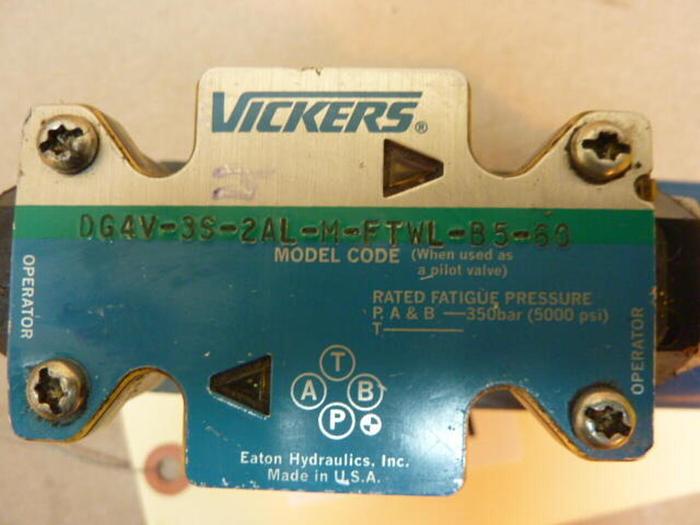 VICKERS®
DG4V-3S-2AL-M-FTWL-B5-60
MODEL CODE (When used as
a pilot valve)
RATED FATIGUE PRESSURE
P, A & B — 350bar (5000 psi)
T
OPERATOR
OPERATOR
T
A B
P
Eaton Hydraulics, Inc.
Made in U.S.A.